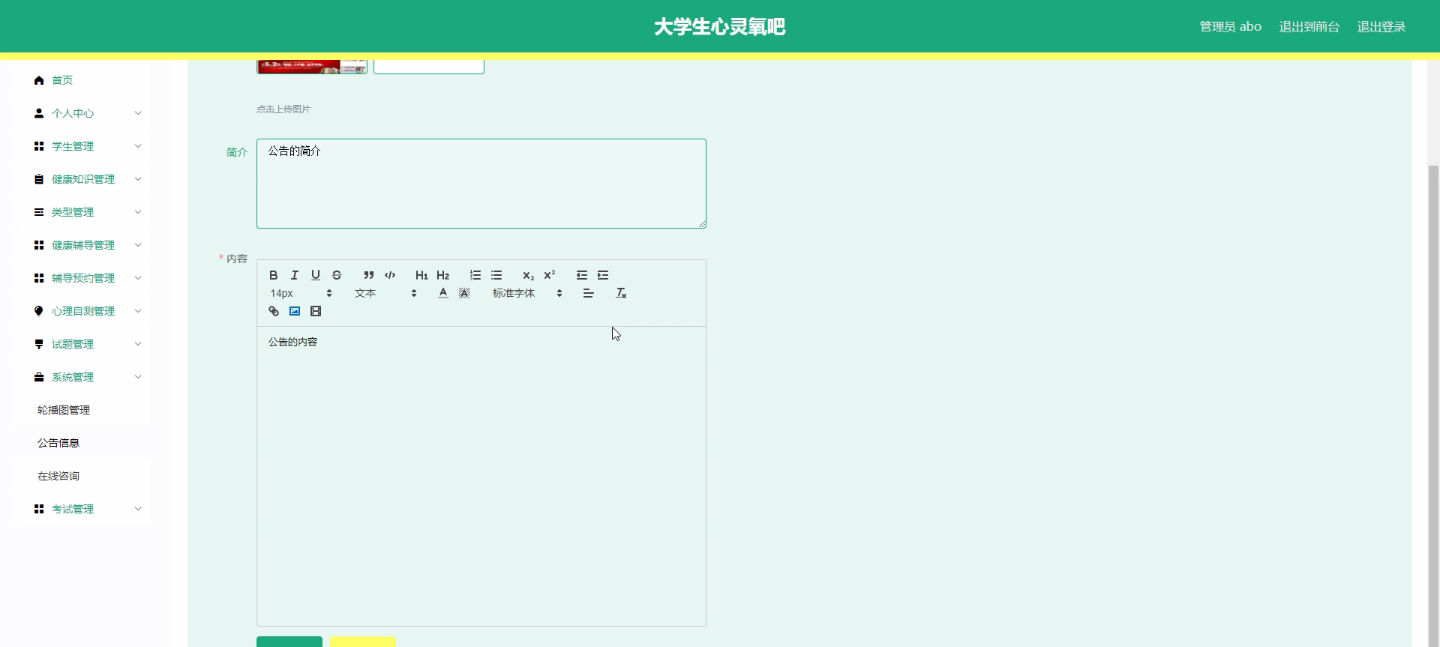 大学生心灵氧吧
管理员 abo 退出到前台 退出登录
首页
个人中心
学生管理
健康知识管理
类型管理
健康辅导管理
辅导预约管理
心理自测管理
试题管理
系统管理
轮播图管理
公告信息
在线咨询
考试管理
点击上传图片
简介
公告的简介
* 内容
B I U S H1 H2 X2 X2
14px 文本 A A 标准字体 Tx
公告的内容